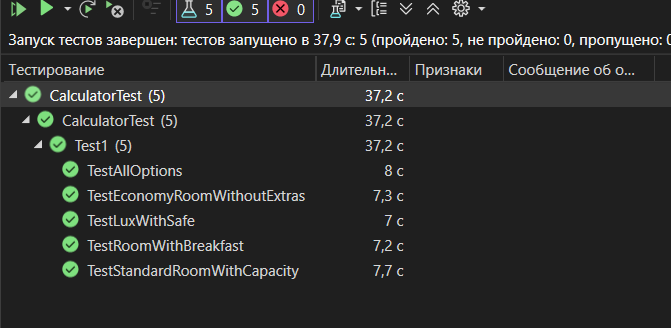 5 5 0
Запуск тестов завершен: тестов запущено в 37,9 с: 5 (пройдено: 5, не пройдено: 0, пропущено: 0
Тестирование Длительн... Признаки Сообщение об о...
CalculatorTest (5) 37,2 с
CalculatorTest (5) 37,2 с
Test1 (5) 37,2 с
TestAllOptions 8 с
TestEconomyRoomWithoutExtras 7,3 с
TestLuxWithSafe 7 с
TestRoomWithBreakfast 7,2 с
TestStandardRoomWithCapacity 7,7 с